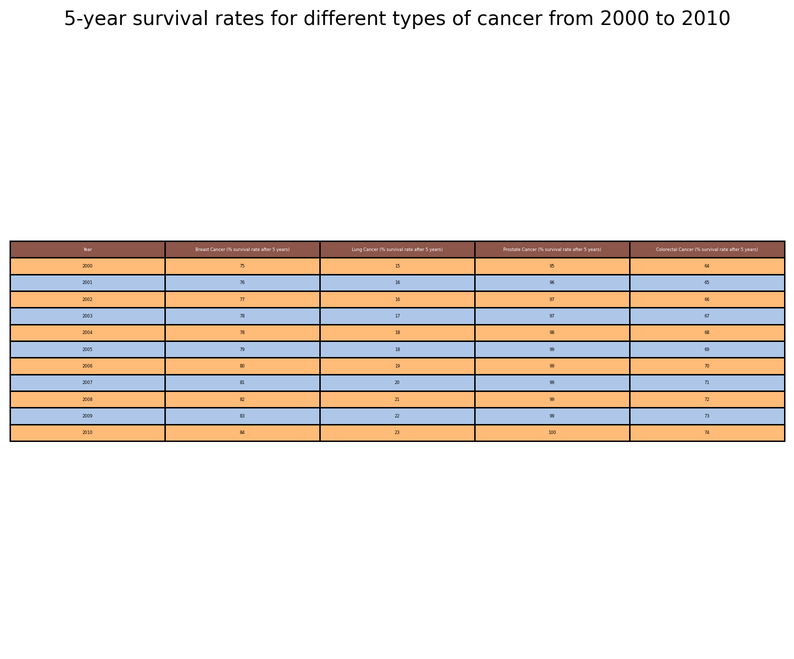 5-year survival rates for different types of cancer from 2000 to 2010
Year Breast Cancer (% survival rate after 5 years) Lung Cancer (% survival rate after 5 years) Prostate Cancer (% survival rate after 5 years) Colorectal Cancer (% survival rate after 5 years)
2000 75 15 95 64
2001 76 16 96 65
2002 77 16 97 66
2003 78 17 97 67
2004 78 18 98 68
2005 79 18 99 69
2006 80 19 99 70
2007 81 20 99 71
2008 82 21 99 72
2009 83 22 99 73
2010 84 23 100 74